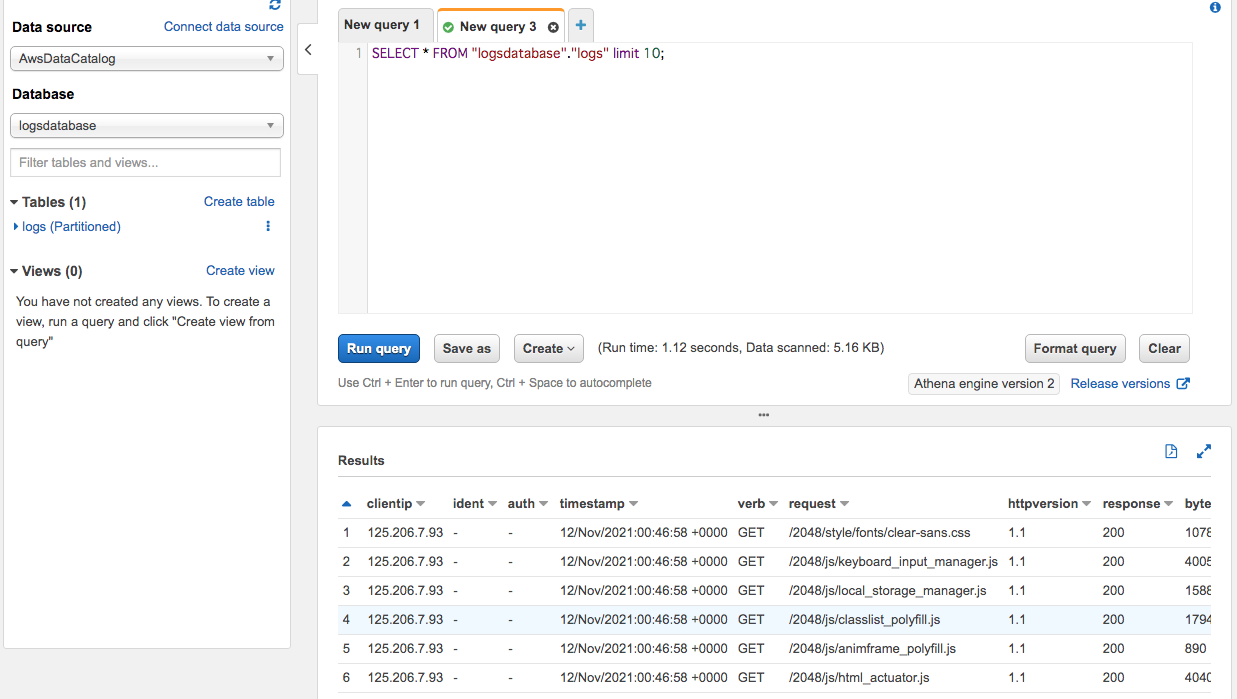 Data source
Connect data source
AwsDataCatalog
Database
logsdatabase
Filter tables and views...
Tables (1)
Create table
logs (Partitioned)
Views (0)
Create view
You have not created any views. To create a
view, run a query and click "Create view from
query"
New query 1
New query 3
1 SELECT * FROM "logsdatabase"."logs" limit 10;
Run query
Save as
Create
(Run time: 1.12 seconds, Data scanned: 5.16 KB)
Format query
Clear
Use Ctrl + Enter to run query, Ctrl + Space to autocomplete
Athena engine version 2
Release versions
Results
clientip ident auth timestamp verb request httpversion response byte
1 125.206.7.93 - - 12/Nov/2021:00:46:58 +0000 GET /2048/style/fonts/clear-sans.css 1.1 200 1078
2 125.206.7.93 - - 12/Nov/2021:00:46:58 +0000 GET /2048/js/keyboard_input_manager.js 1.1 200 4005
3 125.206.7.93 - - 12/Nov/2021:00:46:58 +0000 GET /2048/js/local_storage_manager.js 1.1 200 1588
4 125.206.7.93 - - 12/Nov/2021:00:46:58 +0000 GET /2048/js/classlist_polyfill.js 1.1 200 1794
5 125.206.7.93 - - 12/Nov/2021:00:46:58 +0000 GET /2048/js/animframe_polyfill.js 1.1 200 890
6 125.206.7.93 - - 12/Nov/2021:00:46:58 +0000 GET /2048/js/html_actuator.js 1.1 200 4040